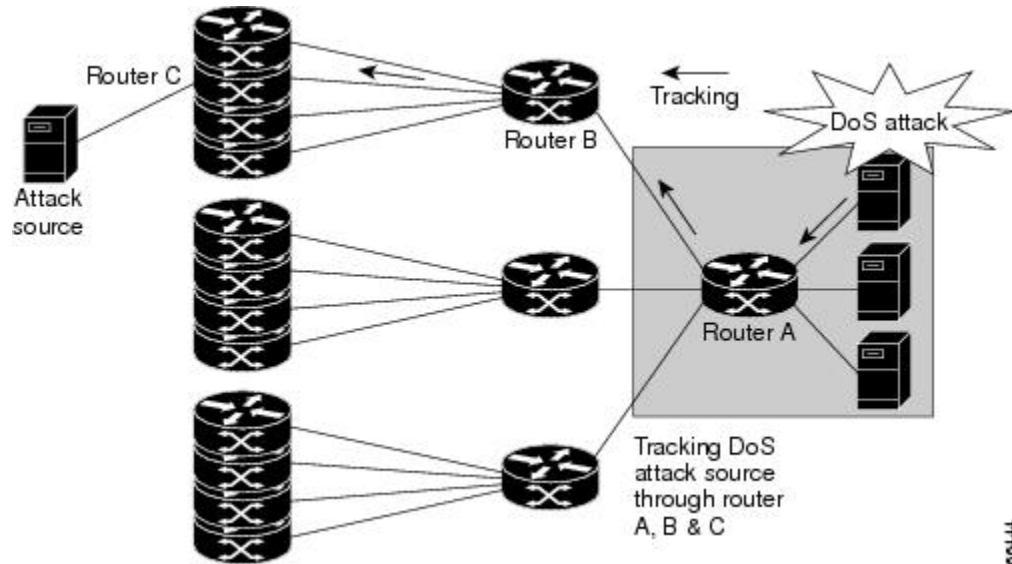 Router C
Attack
source
Router B
Tracking
DoS attack
Router A
Tracking DoS
attack source
through router
A, B & C